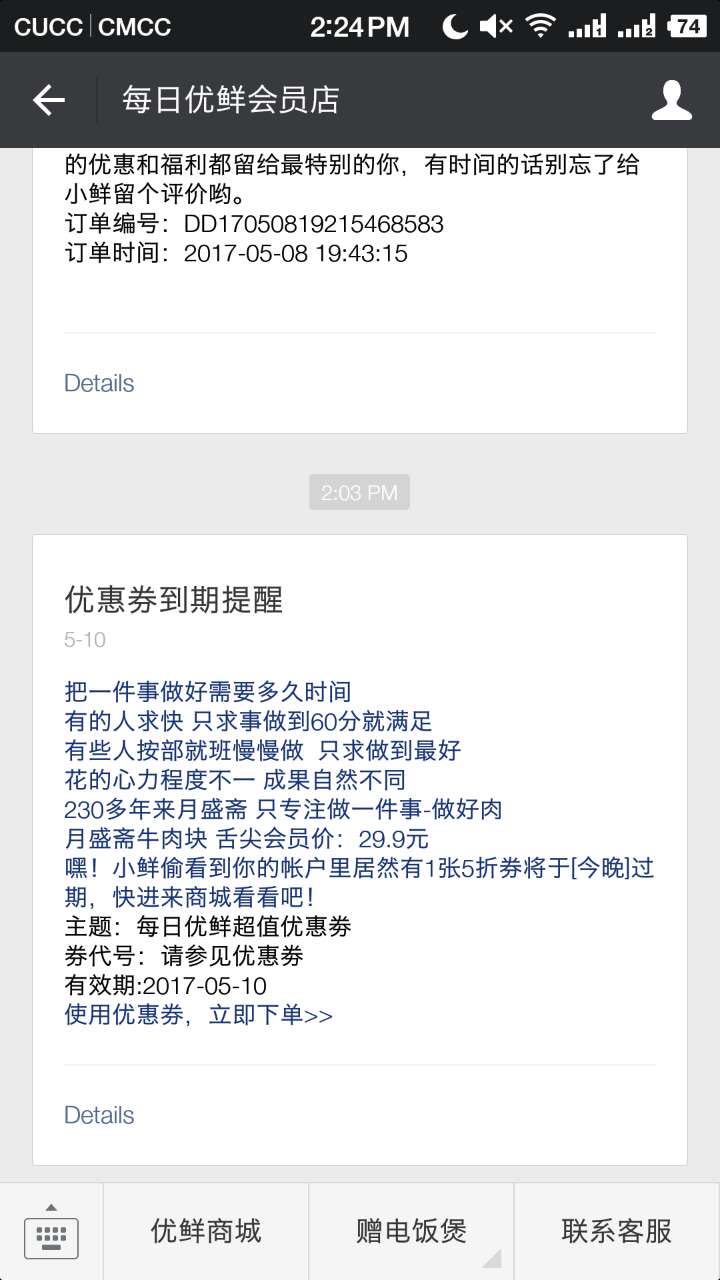 CUCC | CMCC 2:24PM 1 2 74
每日优鲜会员店
的优惠和福利都留给最特别的你，有时间的话别忘了给
小鲜留个评价哟。
订单编号：DD17050819215468583
订单时间：2017-05-08 19:43:15
Details
2:03 PM
优惠券到期提醒
5-10
把一件事做好需要多久时间
有的人求快 只求事做到60分就满足
有些人按部就班慢慢做  只求做到最好
花的心力程度不一 成果自然不同
230多年来月盛斋 只专注做一件事-做好肉
月盛斋牛肉块 舌尖会员价：29.9元
嘿！小鲜偷看到你的帐户里居然有1张5折券将于[今晚]过
期，快进来商城看看吧！
主题：每日优鲜超值优惠券
券代号：请参见优惠券
有效期:2017-05-10
使用优惠券，立即下单>>
Details
优鲜商城 赠电饭煲 联系客服